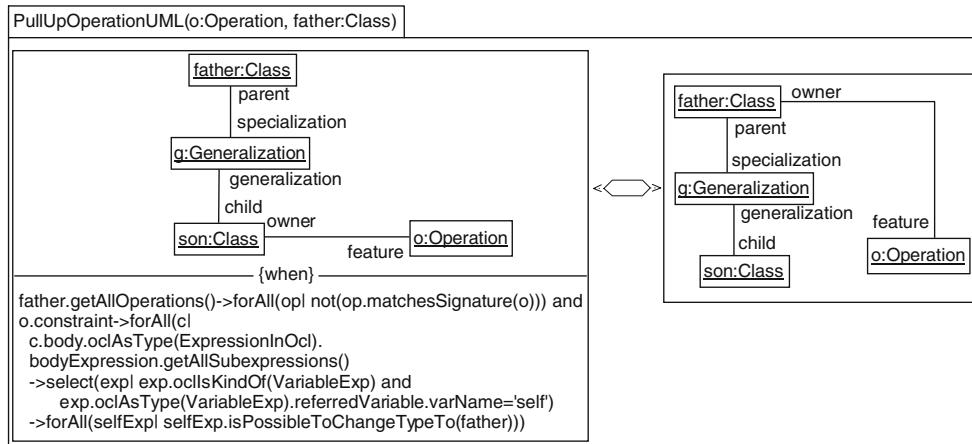 PullUpOperationUML(o:Operation, father:Class)
father:Class
parent
specialization
g:Generalization
generalization
child
owner
son:Class
feature
o:Operation
{when}
father.getAllOperations()->forAll(op| not(op.matchesSignature(o))) and
o.constraint->forAll(c|
c.body.oclAsType(ExpressionInOcl).
bodyExpression.getAllSubexpressions()
->select(exp| exp.oclIsKindOf(VariableExp) and
exp.oclAsType(VariableExp).referredVariable.varName='self')
->forAll(selfExp| selfExp.isPossibleToChangeTypeTo(father)))
owner
father:Class
parent
specialization
g:Generalization
generalization
feature
child
son:Class
o:Operation